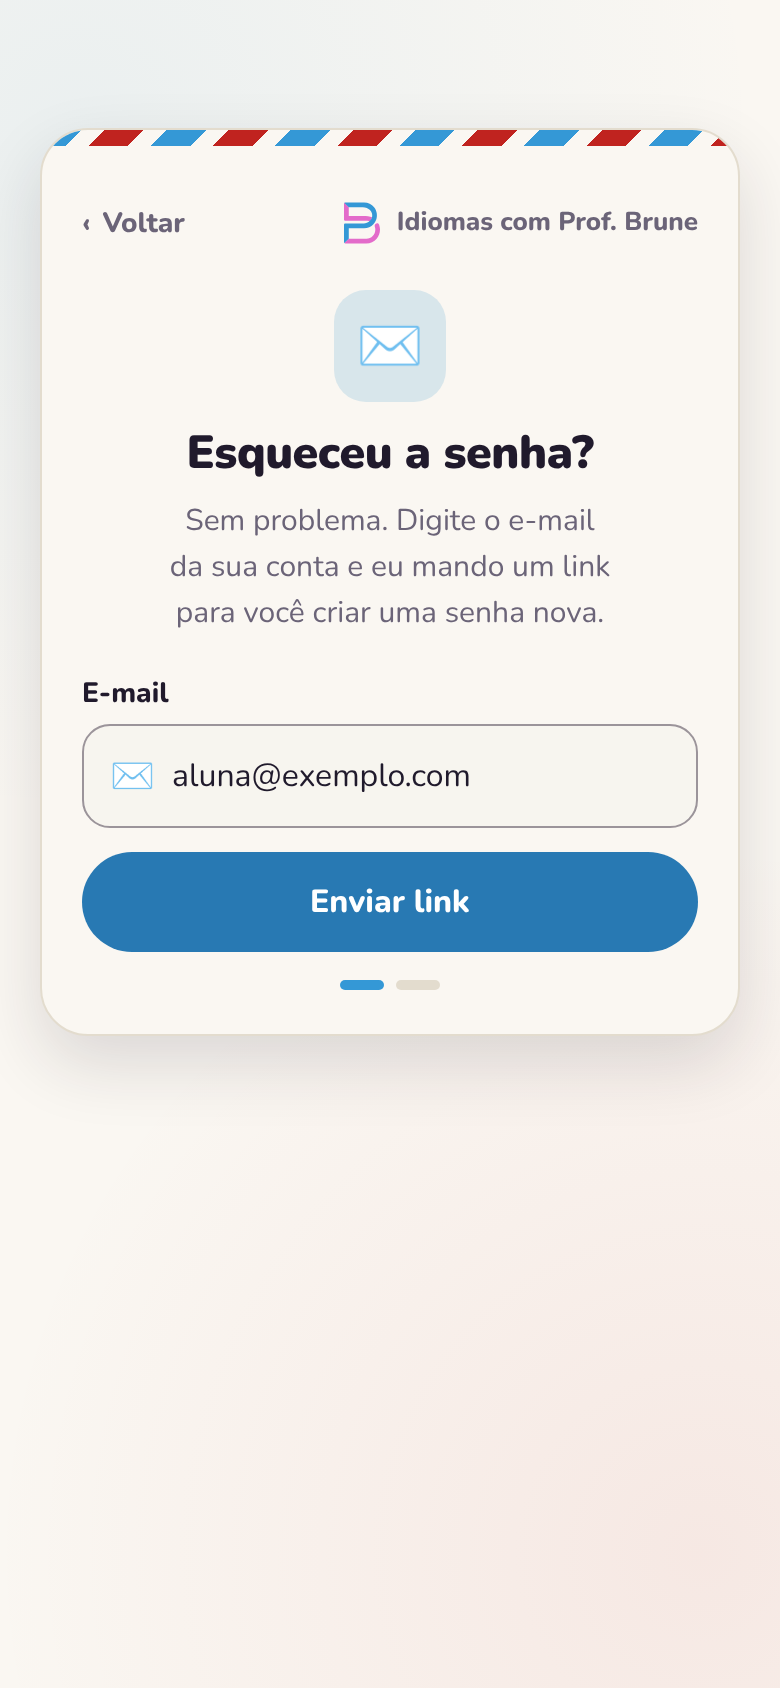 ‹ Voltar
Idiomas com Prof. Brune
Esqueceu a senha?
Sem problema. Digite o e-mail
da sua conta e eu mando um link
para você criar uma senha nova.
E-mail
aluna@exemplo.com
Enviar link